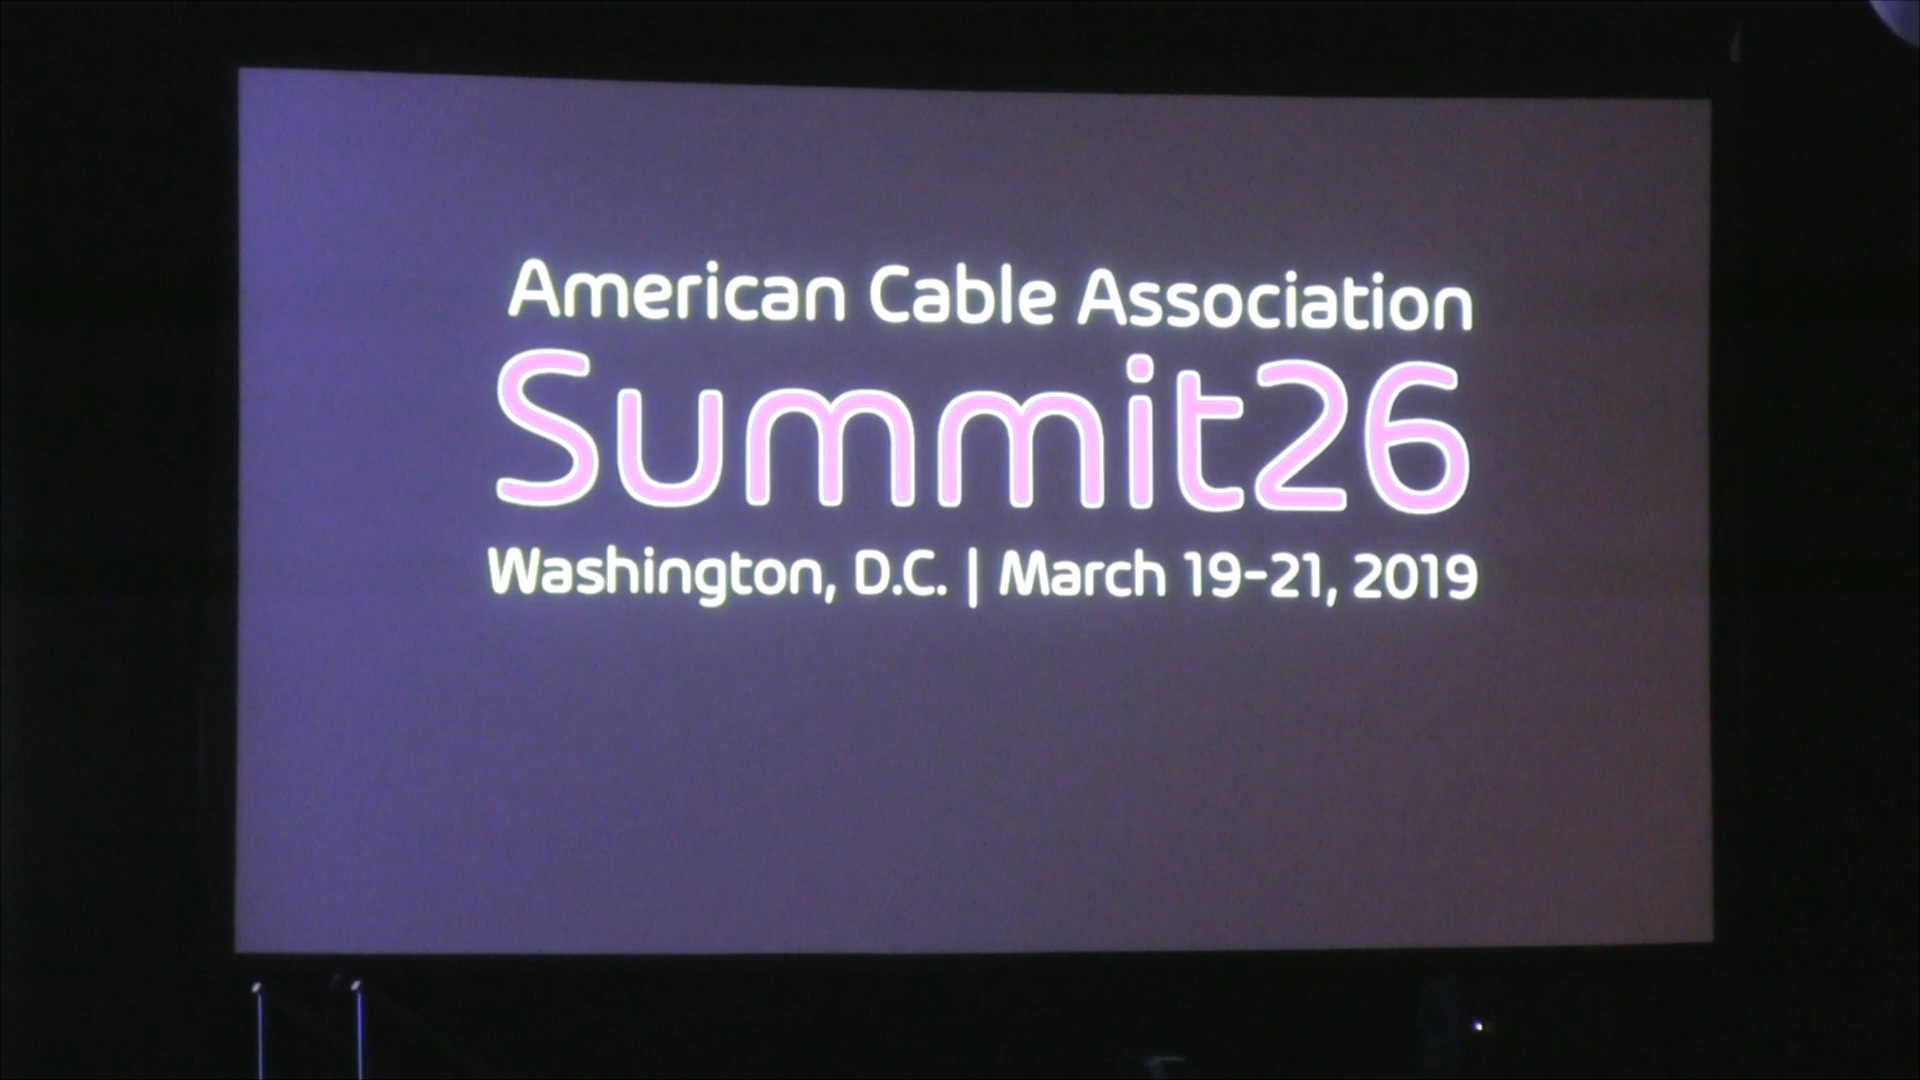 American Cable Association
Summit26
Washington, D.C. | March 19-21, 2019